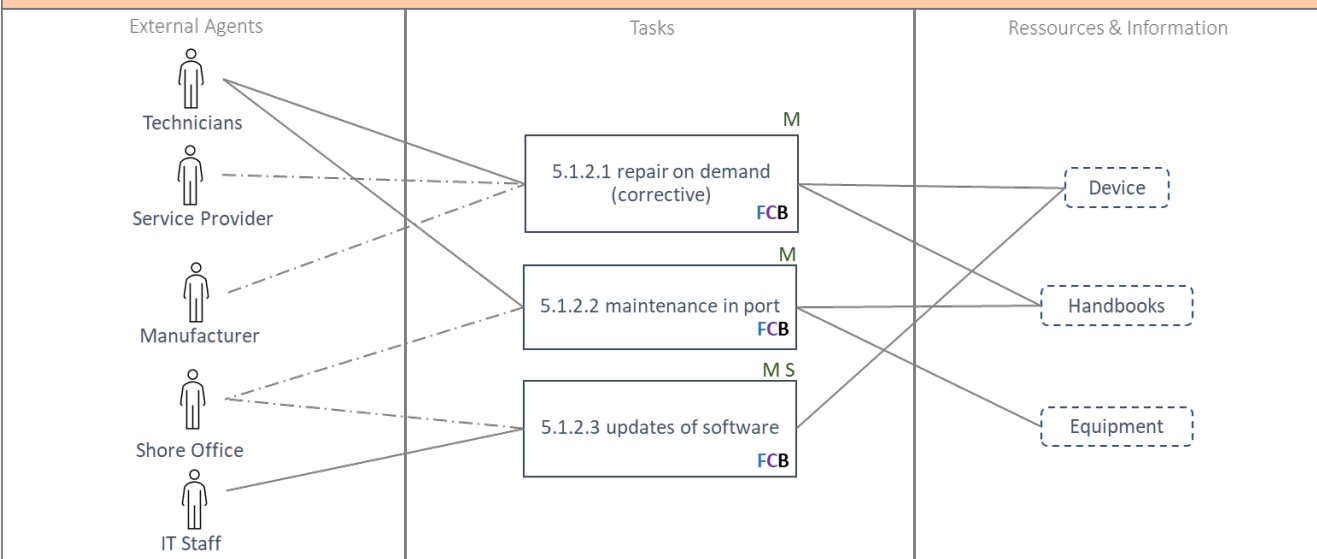 External Agents
Tasks
Ressources & Information
Technicians
Service Provider
Manufacturer
Shore Office
IT Staff
M
5.1.2.1 repair on demand
(corrective)
FCB
M
5.1.2.2 maintenance in port
FCB
M S
5.1.2.3 updates of software
FCB
Device
Handbooks
Equipment